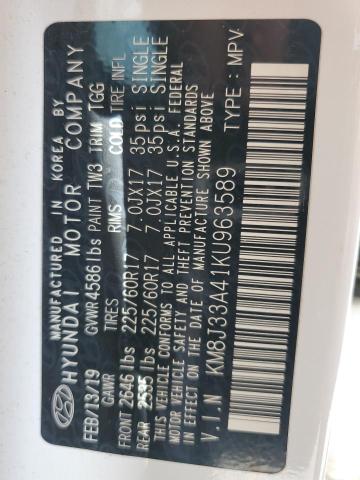 MANUFACTURED IN KOREA BY
HYUNDAI MOTOR COMPANY
FEB/13/19 GVWR 4586 lbs PAINT TW3 TRIM TGG
GAWR TIRES RIMS COLD TIRE INFL
FRONT 2646 lbs 225/60R17 7.0JX17 35psi SINGLE
REAR 2535 lbs 225/60R17 7.0JX17 35psi SINGLE
THIS VEHICLE CONFORMS TO ALL APPLICABLE U.S.A. FEDERAL
MOTOR VEHICLE SAFETY AND THEFT PREVENTION STANDARDS
IN EFFECT ON THE DATE OF MANUFACTURE SHOWN ABOVE
V.I.N KM8J33A41KU963589 TYPE : MPV